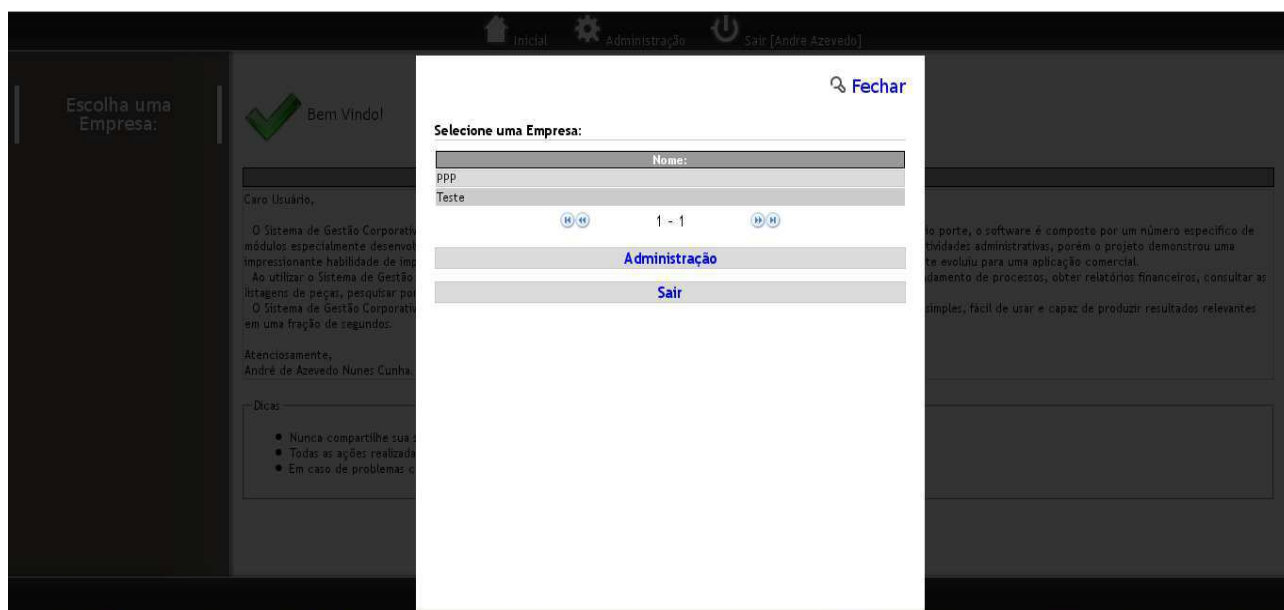 Inicial Administração Sair [Andre Azevedo]
Escolha uma
Empresa:
Bem Vindo!
Fechar
Selecione uma Empresa:
Nome:
ppp
Teste
1 - 1
Administração
Sair
Caro Usuário,
O Sistema de Gestão Corporativ
io porte, o software é composto por um número específico de
módulos especialmente desenvol
tividades administrativas, porém o projeto demonstrou uma
impressionante habilidade de imp
te evoluiu para uma aplicação comercial.
Ao utilizar o Sistema de Gestão
damento de processos, obter relatórios financeiros, consultar as
listagens de peças, pesquisar por
O Sistema de Gestão Corporativ
simples, fácil de usar e capaz de produzir resultados relevantes
em uma fração de segundos.
Atenciosamente,
André de Azevedo Nunes Cunha.
Dicas
Nunca compartilhe sua
Todas as ações realizada
Em caso de problemas c